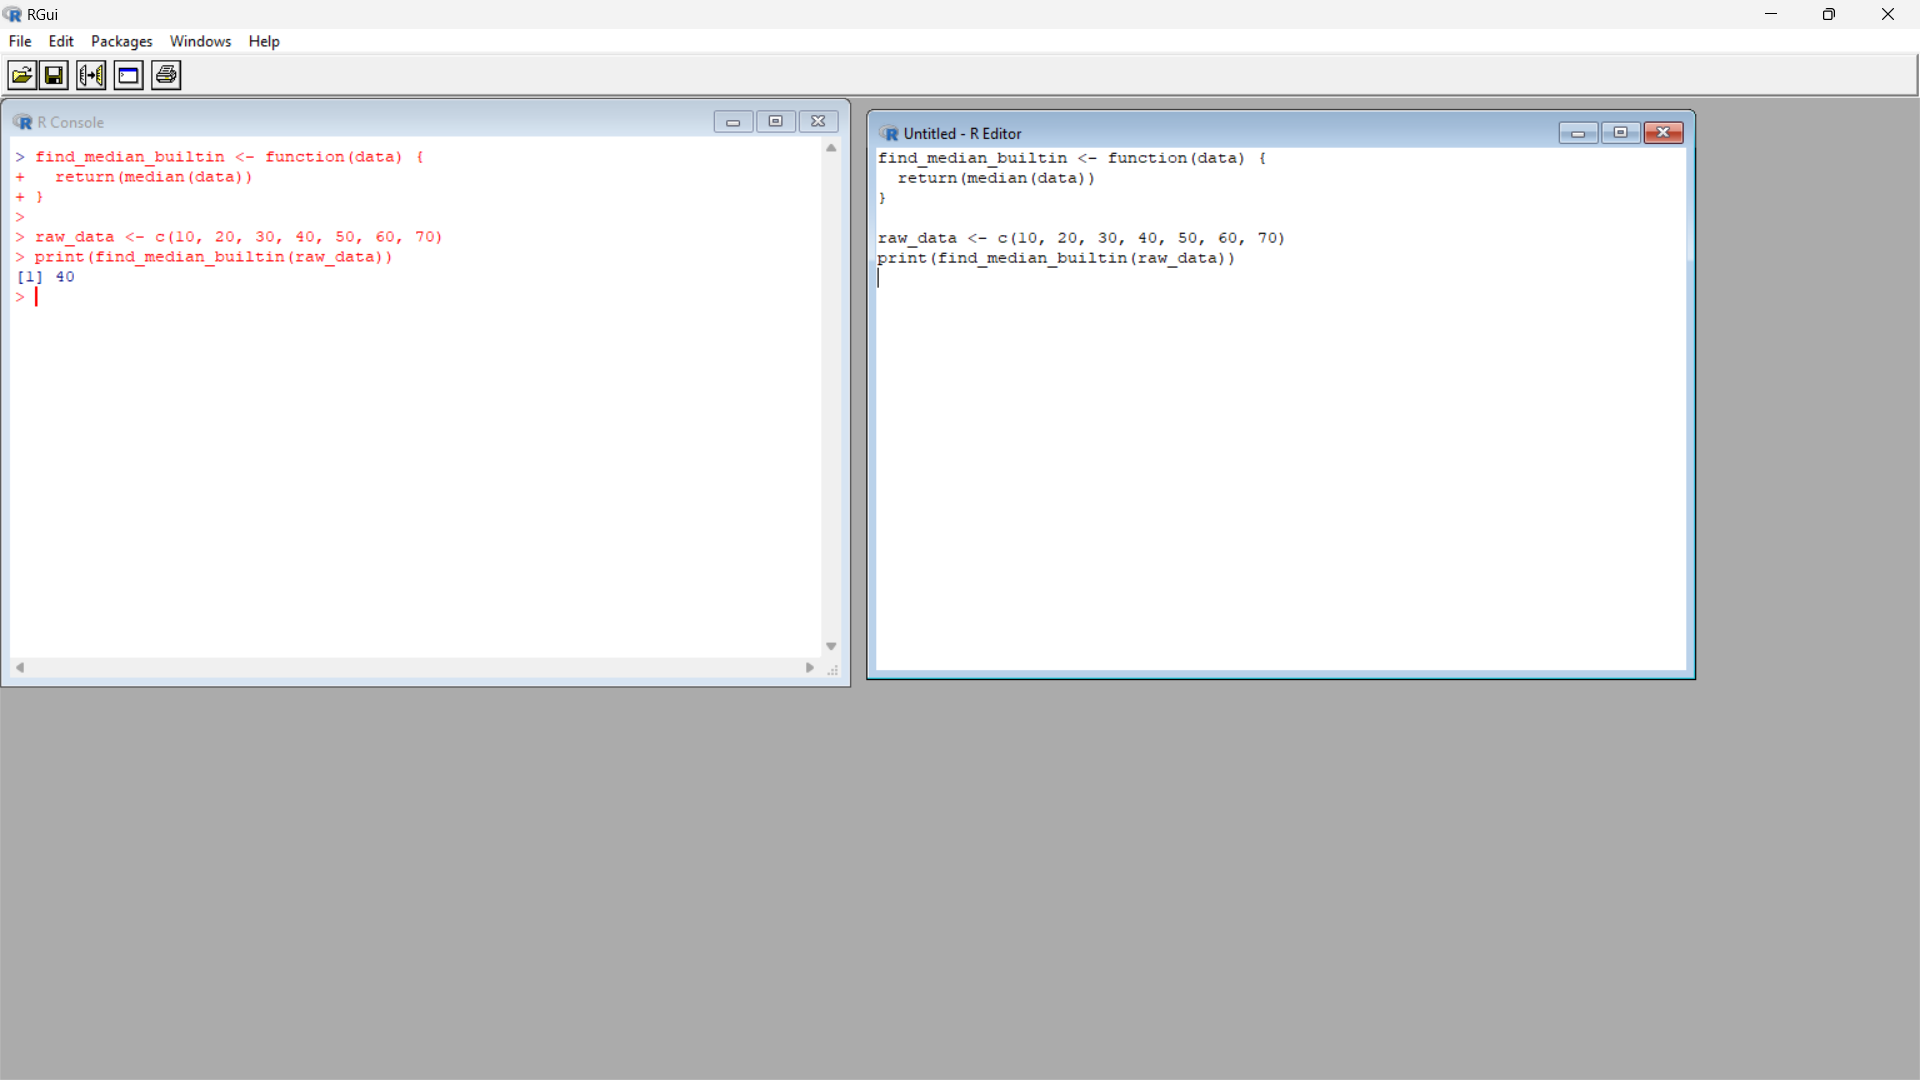 RGui
File Edit Packages Windows Help
R Console
> find_median_builtin <- function(data) {
+   return(median(data))
+ }
>
> raw_data <- c(10, 20, 30, 40, 50, 60, 70)
> print(find_median_builtin(raw_data))
[1] 40
>
Untitled - R Editor
find_median_builtin <- function(data) {
  return(median(data))
}

raw_data <- c(10, 20, 30, 40, 50, 60, 70)
print(find_median_builtin(raw_data))